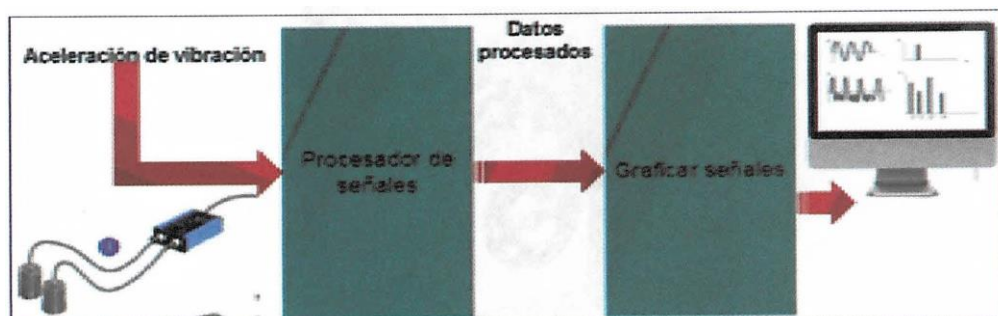 Aceleración de vibración
Procesador de
señales
Datos
procesados
Graficar señales